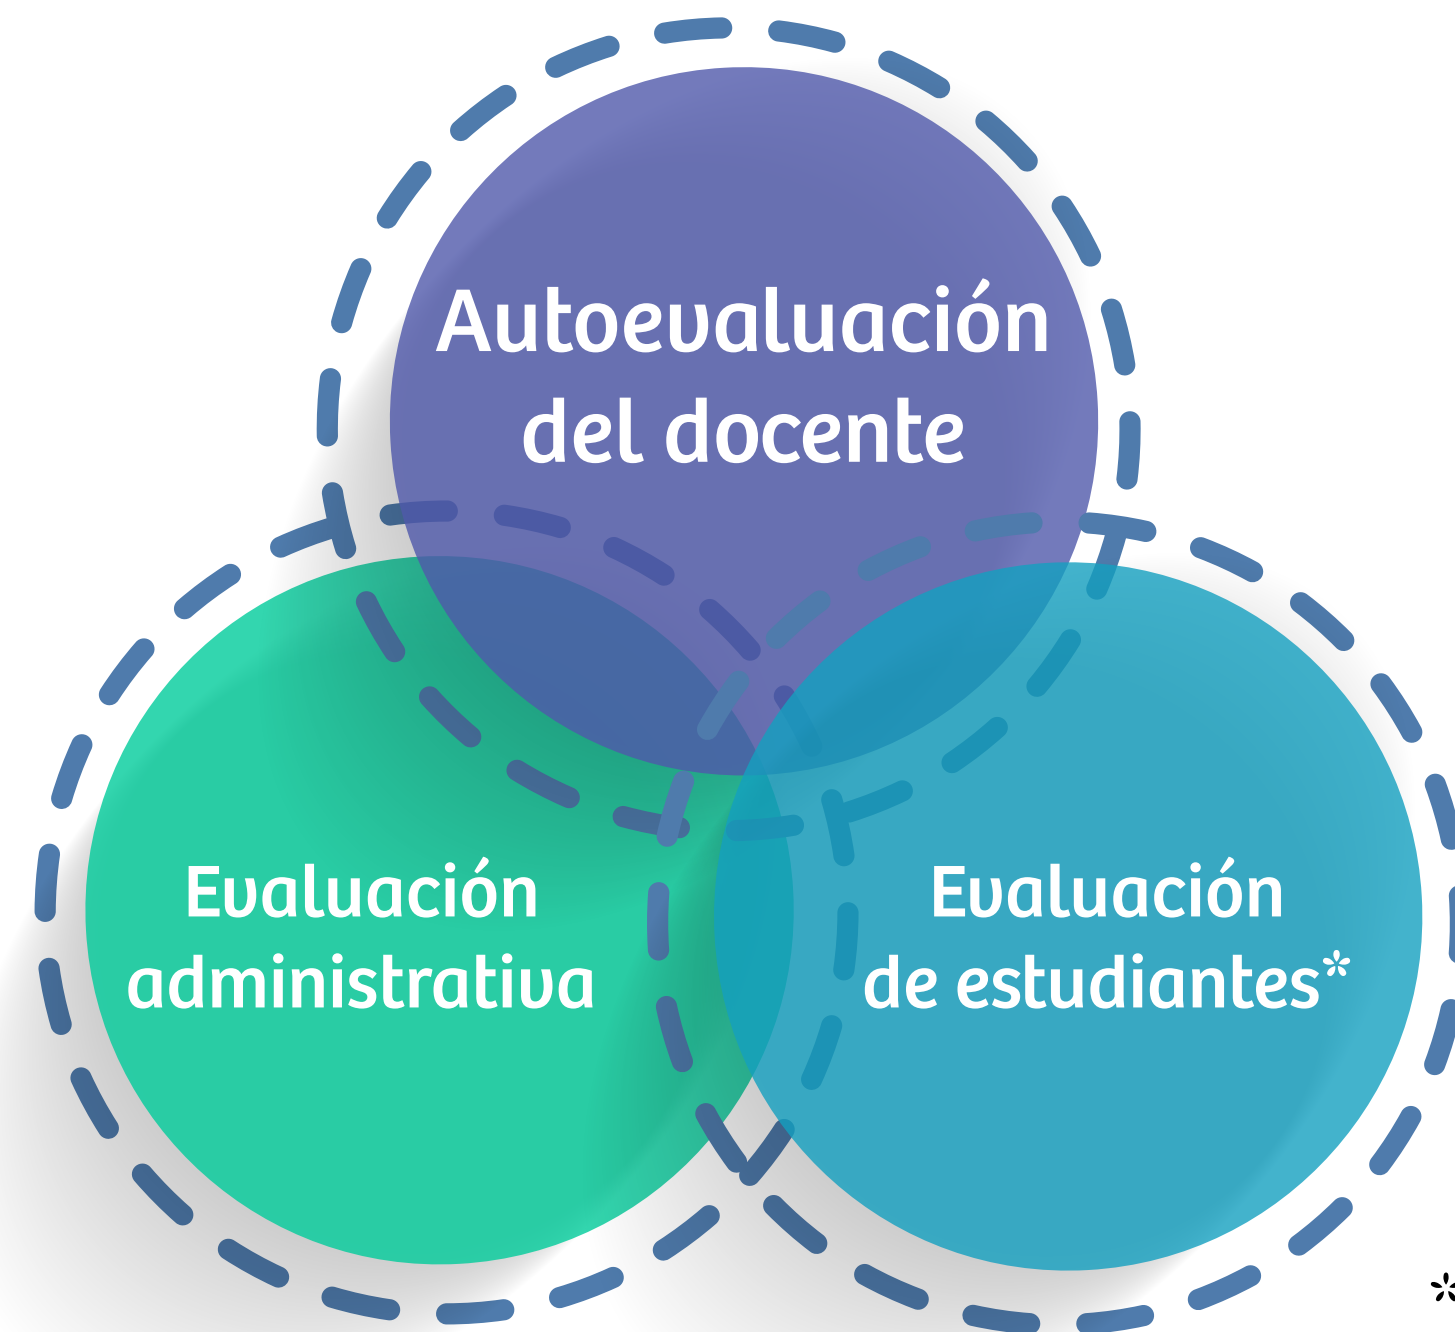 Autoevaluación
del docente
Evaluación
administrativa
Evaluación
de estudiantes*
*